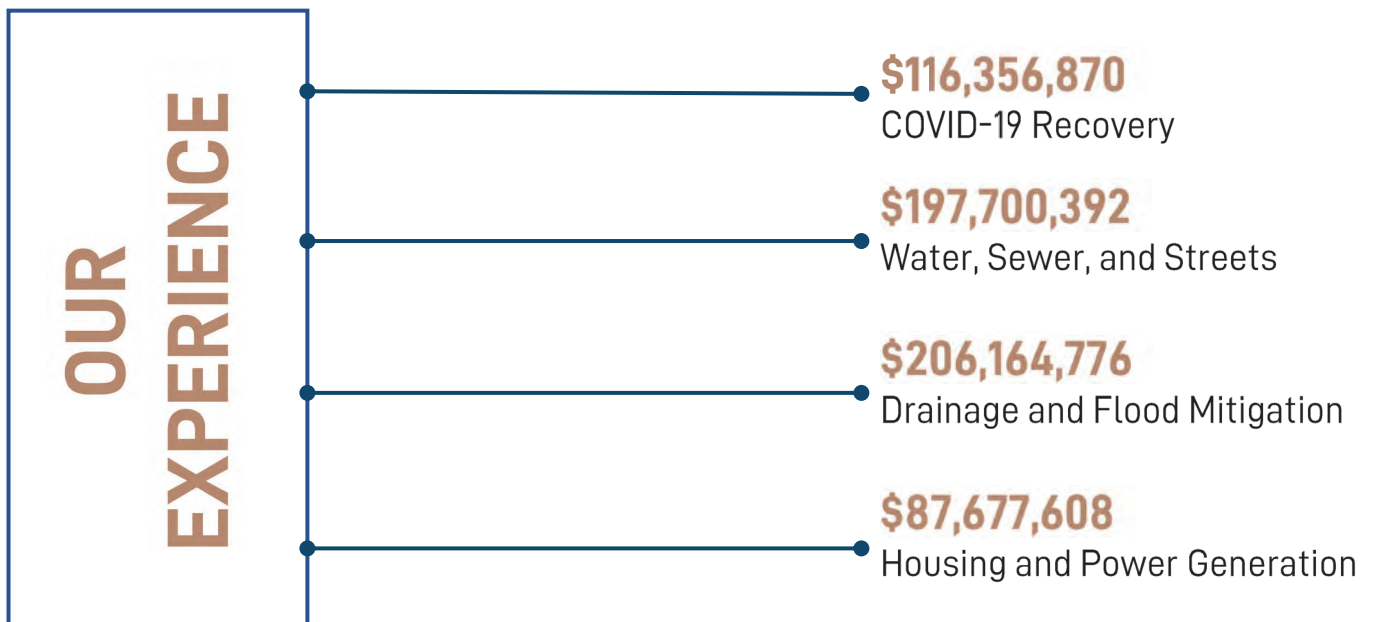 OUR
EXPERIENCE
$116,356,870
COVID-19 Recovery
$197,700,392
Water, Sewer, and Streets
$206,164,776
Drainage and Flood Mitigation
$87,677,608
Housing and Power Generation